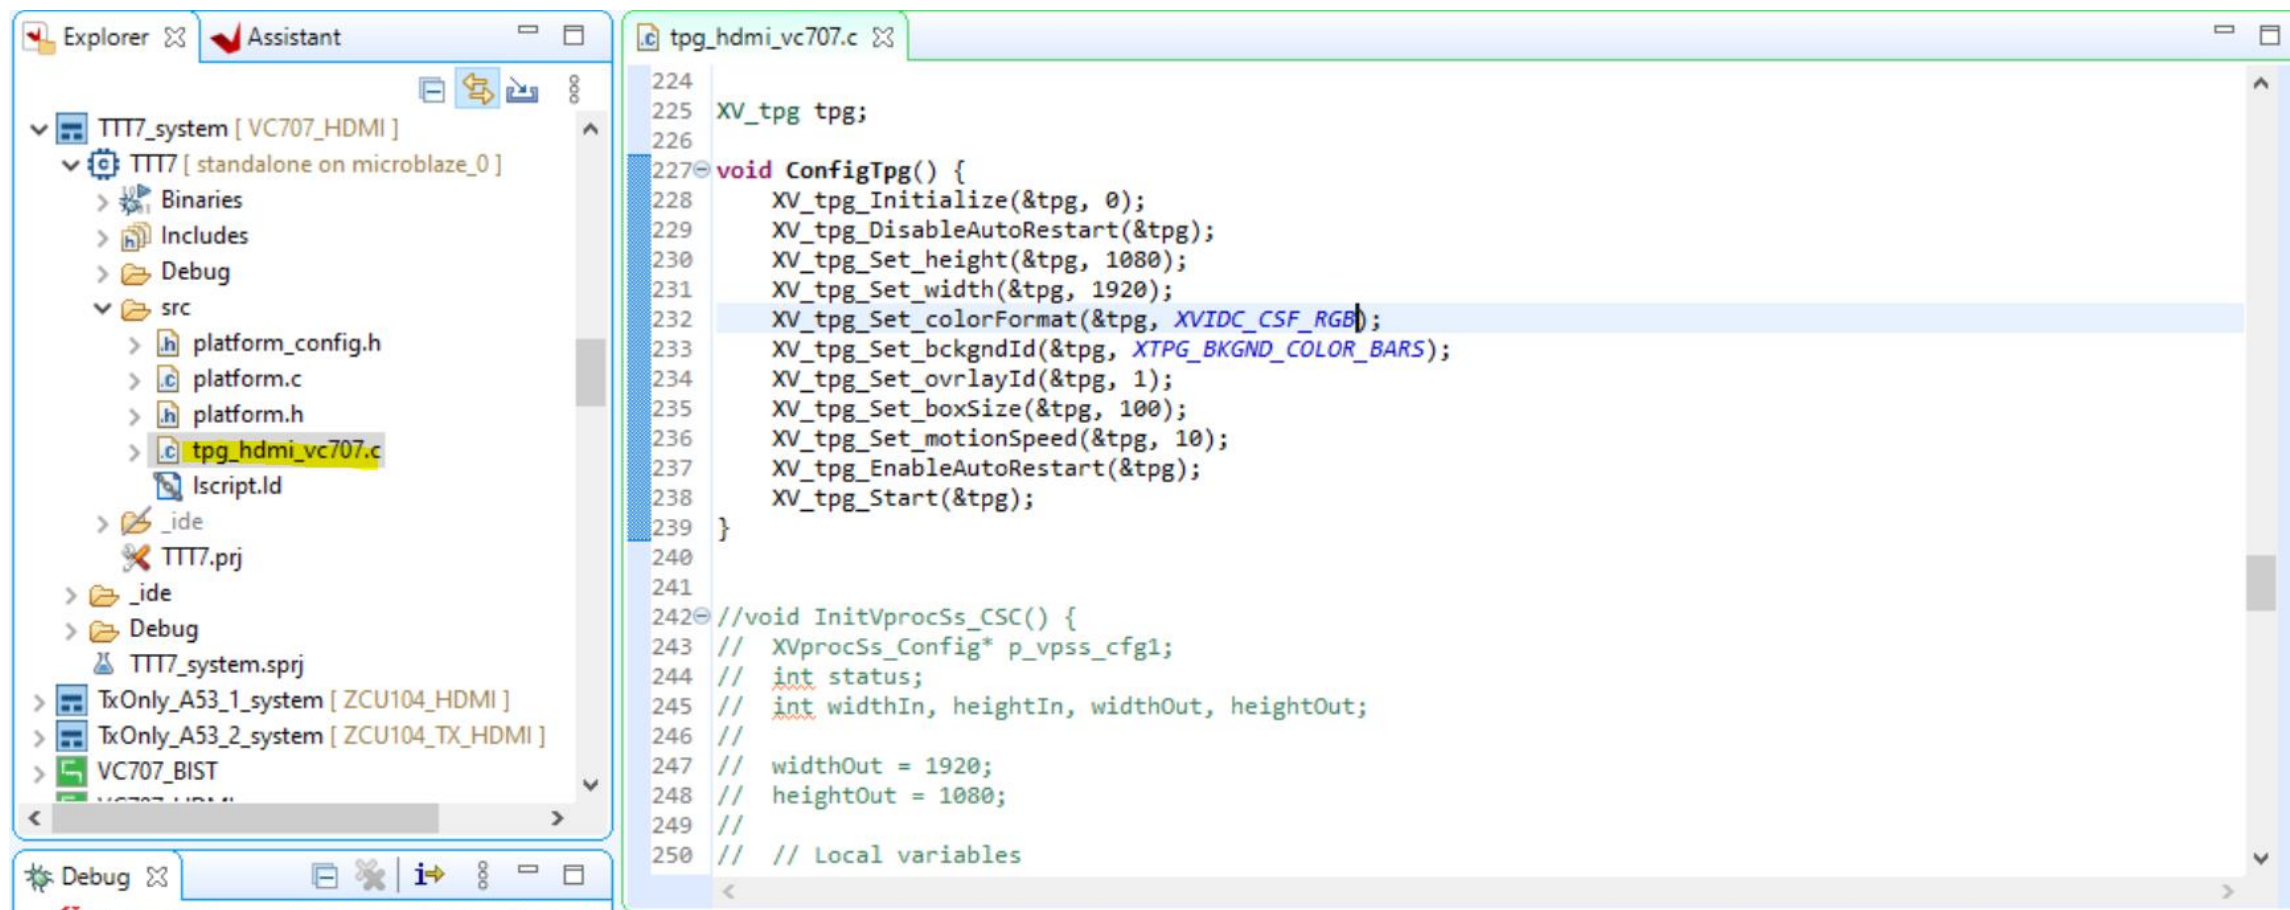 Explorer
Assistant
TTT7_system [ VC707_HDMI ]
TTT7 [ standalone on microblaze_0 ]
Binaries
Includes
Debug
src
platform_config.h
platform.c
platform.h
tpg_hdmi_vc707.c
lscript.ld
_ide
TTT7.prj
_ide
Debug
TTT7_system.sprj
TxOnly_A53_1_system [ ZCU104_HDMI ]
TxOnly_A53_2_system [ ZCU104_TX_HDMI ]
VC707_BIST
Debug
tpg_hdmi_vc707.c
224
225 XV_tpg tpg;
226
227 void ConfigTpg() {
228 XV_tpg_Initialize(&tpg, 0);
229 XV_tpg_DisableAutoRestart(&tpg);
230 XV_tpg_Set_height(&tpg, 1080);
231 XV_tpg_Set_width(&tpg, 1920);
232 XV_tpg_Set_colorFormat(&tpg, XVIDC_CSF_RGB);
233 XV_tpg_Set_bckgndId(&tpg, XTPG_BKGND_COLOR_BARS);
234 XV_tpg_Set_ovrlayId(&tpg, 1);
235 XV_tpg_Set_boxSize(&tpg, 100);
236 XV_tpg_Set_motionSpeed(&tpg, 10);
237 XV_tpg_EnableAutoRestart(&tpg);
238 XV_tpg_Start(&tpg);
239 }
240
241
242 //void InitVprocSs_CSC() {
243 // XVprocSs_Config* p_vpss_cfg1;
244 // int status;
245 // int widthIn, heightIn, widthOut, heightOut;
246 //
247 // widthOut = 1920;
248 // heightOut = 1080;
249 //
250 // // Local variables